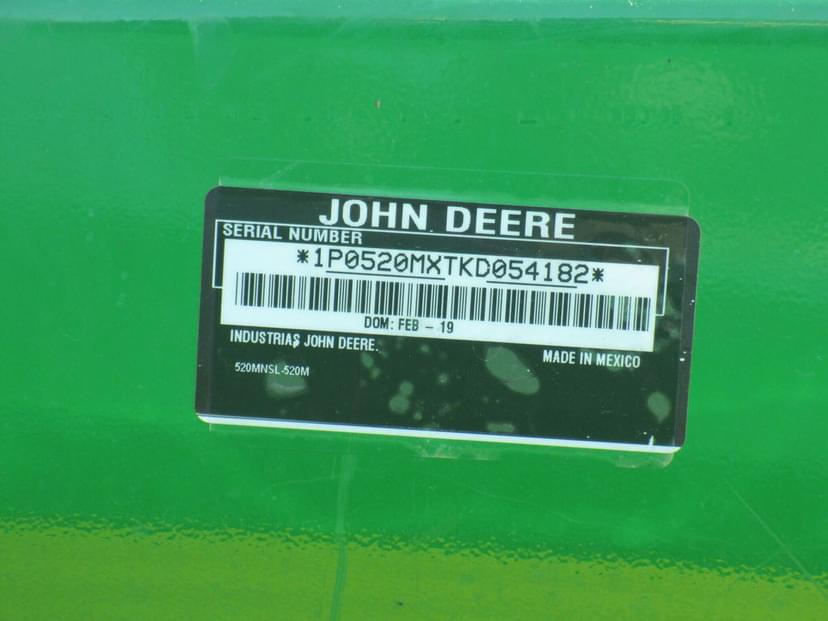 JOHN DEERE
SERIAL NUMBER
*1P0520MXTKD054182*
DOM: FEB - 19
INDUSTRIAS JOHN DEERE.
MADE IN MEXICO
520MNSL-520M